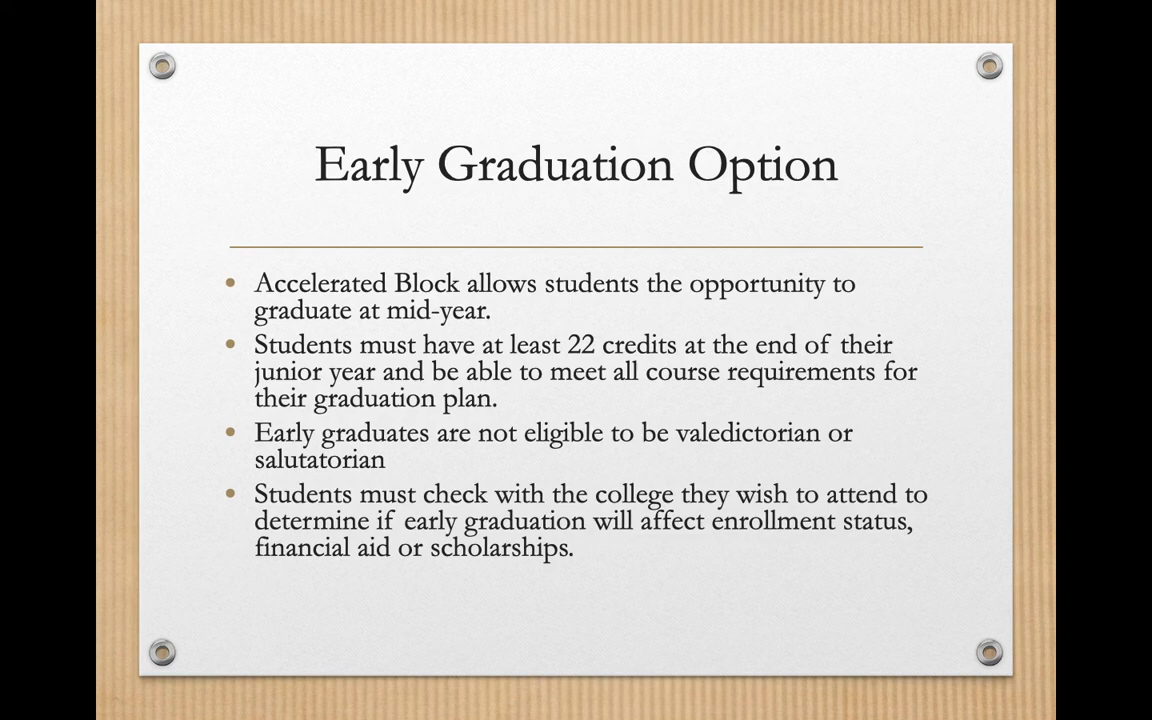 Early Graduation Option
• Accelerated Block allows students the opportunity to
graduate at mid-year.
• Students must have at least 22 credits at the end of their
junior year and be able to meet all course requirements for
their graduation plan.
• Early graduates are not eligible to be valedictorian or
salutatorian
• Students must check with the college they wish to attend to
determine if early graduation will affect enrollment status,
financial aid or scholarships.